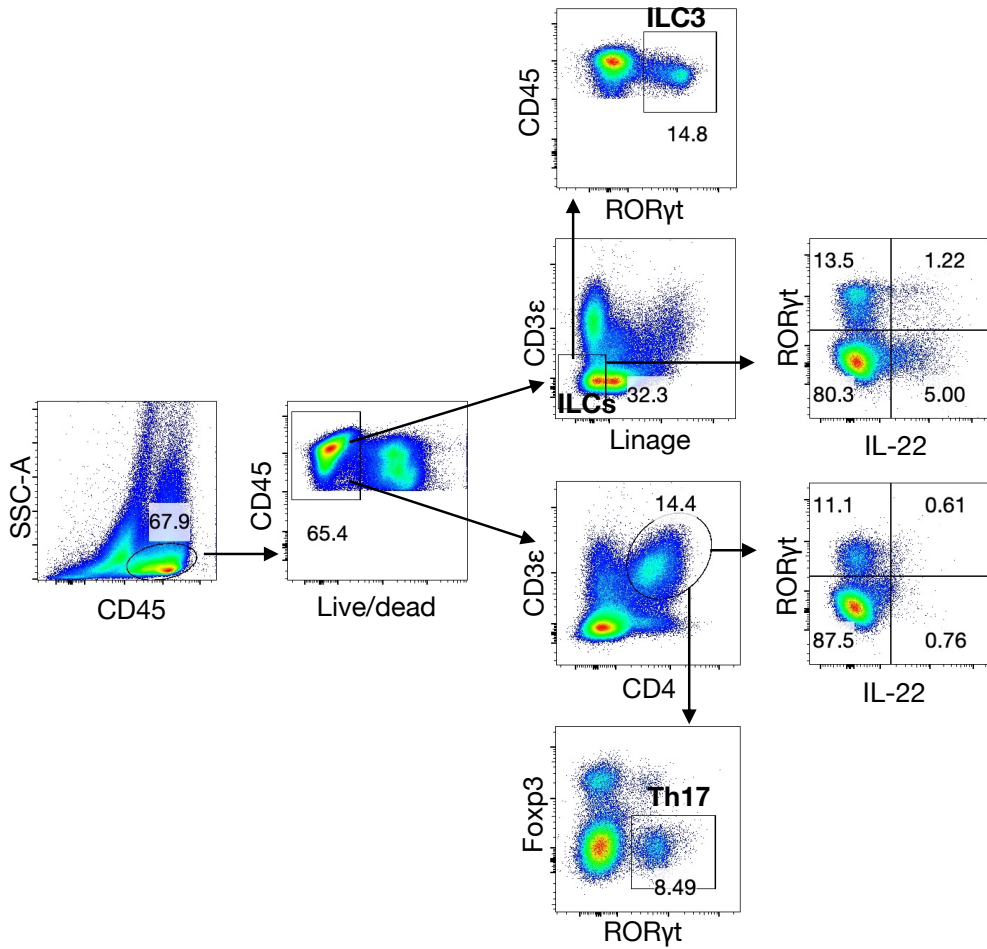 ILC3
CD45
14.8
RORγt
CD3ε
ILCs
32.3
Linage
13.5 1.22
RORγt
80.3 5.00
IL-22
SSC-A
67.9
CD45
CD45
65.4
Live/dead
14.4
CD3ε
CD4
11.1 0.61
RORγt
87.5 0.76
IL-22
Th17
Foxp3
8.49
RORγt